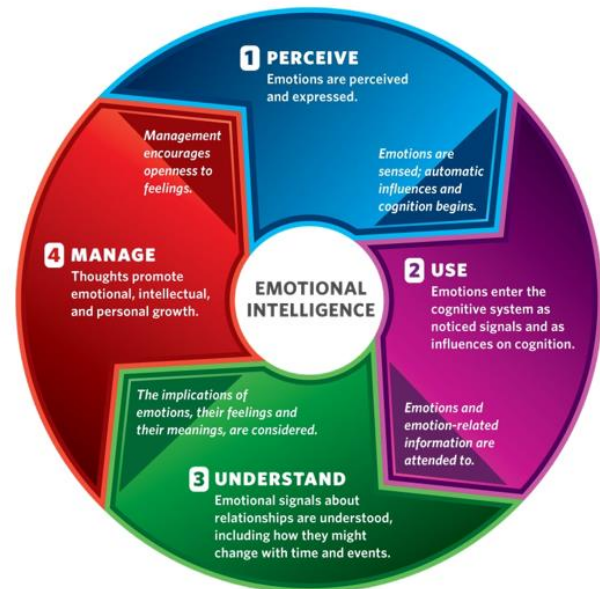 1 PERCEIVE
Emotions are perceived
and expressed.
Emotions are
sensed; automatic
influences and
cognition begins.
2 USE
Emotions enter the
cognitive system as
noticed signals and as
influences on cognition.
Emotions and
emotion-related
information are
attended to.
3 UNDERSTAND
Emotional signals about
relationships are understood,
including how they might
change with time and events.
The implications of
emotions, their feelings and
their meanings, are considered.
4 MANAGE
Thoughts promote
emotional, intellectual,
and personal growth.
Management
encourages
openness to
feelings.
EMOTIONAL
INTELLIGENCE